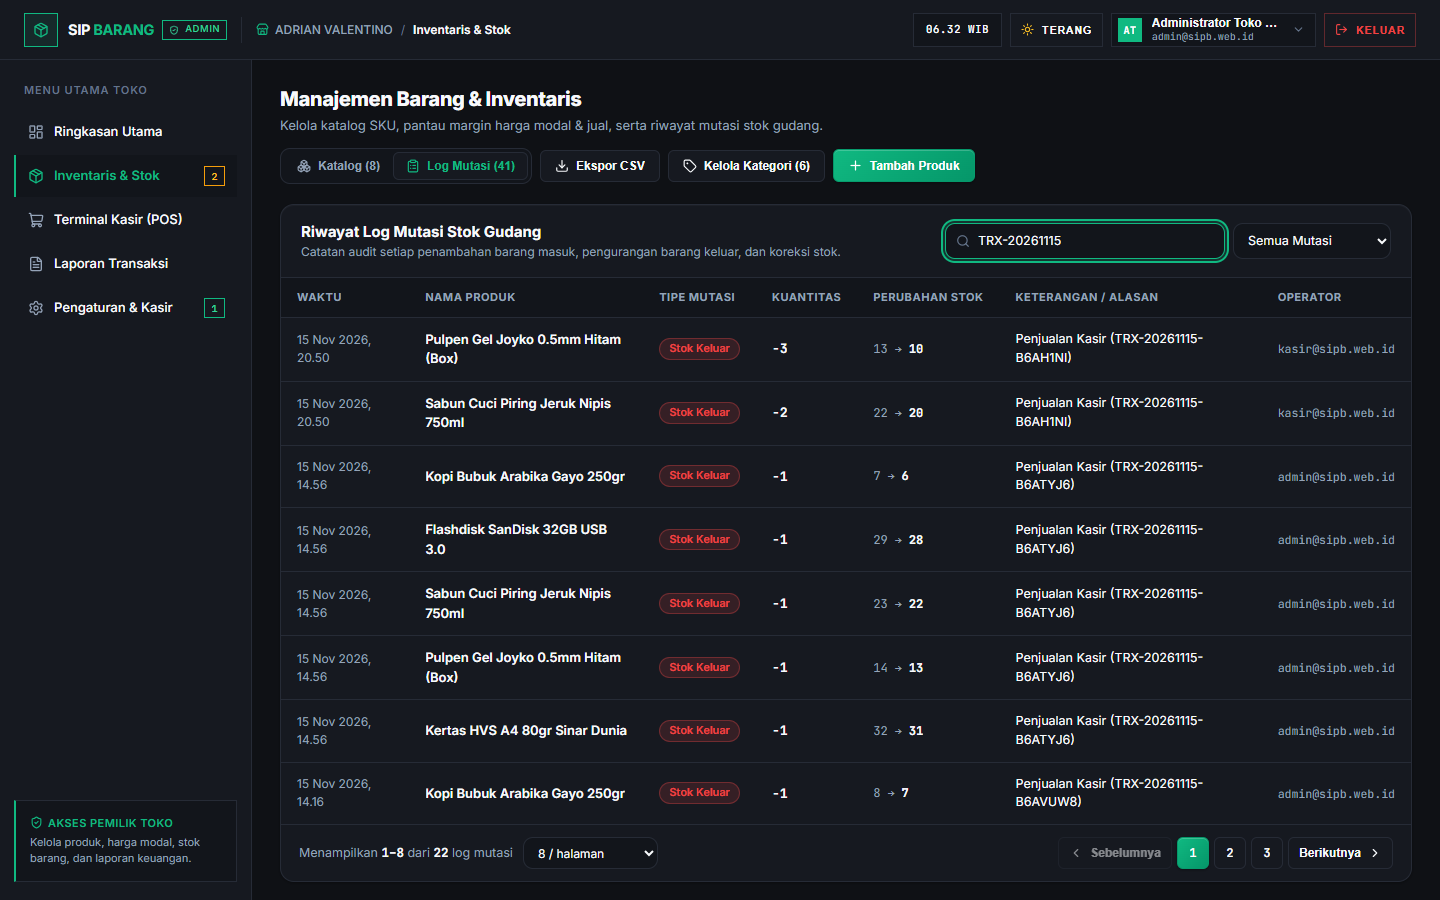 SIP BARANG ADMIN ADRIAN VALENTINO / Inventaris & Stok 06.32 WIB TERANG AT Administrator Toko ... KELUAR
admin@sipb.web.id
MENU UTAMA TOKO
Ringkasan Utama
Inventaris & Stok 2
Terminal Kasir (POS)
Laporan Transaksi
Pengaturan & Kasir 1
AKSES PEMILIK TOKO
Kelola produk, harga modal, stok
barang, dan laporan keuangan.
Manajemen Barang & Inventaris
Kelola katalog SKU, pantau margin harga modal & jual, serta riwayat mutasi stok gudang.
Katalog (8) Log Mutasi (41) Ekspor CSV Kelola Kategori (6) Tambah Produk
Riwayat Log Mutasi Stok Gudang
Catatan audit setiap penambahan barang masuk, pengurangan barang keluar, dan koreksi stok.
TRX-20261115 Semua Mutasi
WAKTU NAMA PRODUK TIPE MUTASI KUANTITAS PERUBAHAN STOK KETERANGAN / ALASAN OPERATOR
15 Nov 2026, Pulpen Gel Joyko 0.5mm Hitam Stok Keluar -3 13 → 10 Penjualan Kasir (TRX-20261115- kasir@sipb.web.id
20.50 (Box) B6AH1NI)
15 Nov 2026, Sabun Cuci Piring Jeruk Nipis Stok Keluar -2 22 → 20 Penjualan Kasir (TRX-20261115- kasir@sipb.web.id
20.50 750ml B6AH1NI)
15 Nov 2026, Kopi Bubuk Arabika Gayo 250gr Stok Keluar -1 7 → 6 Penjualan Kasir (TRX-20261115- admin@sipb.web.id
14.56 B6ATYJ6)
15 Nov 2026, Flashdisk SanDisk 32GB USB Stok Keluar -1 29 → 28 Penjualan Kasir (TRX-20261115- admin@sipb.web.id
14.56 3.0 B6ATYJ6)
15 Nov 2026, Sabun Cuci Piring Jeruk Nipis Stok Keluar -1 23 → 22 Penjualan Kasir (TRX-20261115- admin@sipb.web.id
14.56 750ml B6ATYJ6)
15 Nov 2026, Pulpen Gel Joyko 0.5mm Hitam Stok Keluar -1 14 → 13 Penjualan Kasir (TRX-20261115- admin@sipb.web.id
14.56 (Box) B6ATYJ6)
15 Nov 2026, Kertas HVS A4 80gr Sinar Dunia Stok Keluar -1 32 → 31 Penjualan Kasir (TRX-20261115- admin@sipb.web.id
14.56 B6ATYJ6)
15 Nov 2026, Kopi Bubuk Arabika Gayo 250gr Stok Keluar -1 8 → 7 Penjualan Kasir (TRX-20261115- admin@sipb.web.id
14.16 B6AVUW8)
Menampilkan 1–8 dari 22 log mutasi 8 / halaman Sebelumnya 1 2 3 Berikutnya